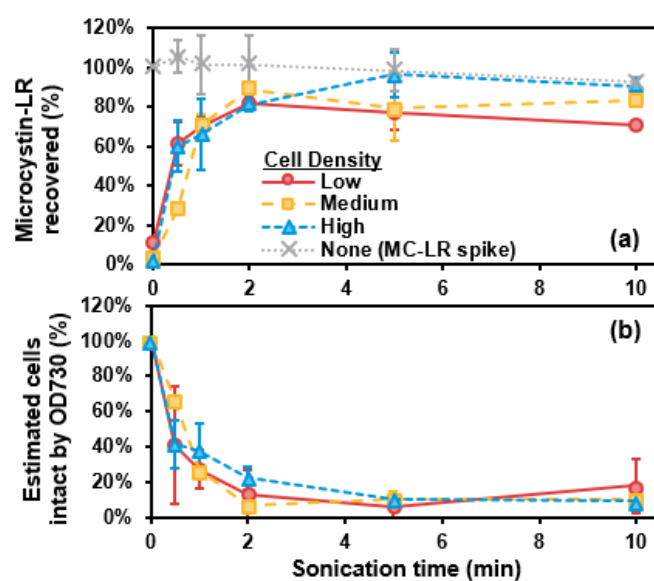 120%
100%
80%
60%
40%
20%
0%
Microcystin-LR
recovered (%)
Cell Density
Low
Medium
High
None (MC-LR spike)
(a)
0 2 4 6 8 10
120%
100%
80%
60%
40%
20%
0%
Estimated cells
intact by OD730 (%)
(b)
0 2 4 6 8 10
Sonication time (min)